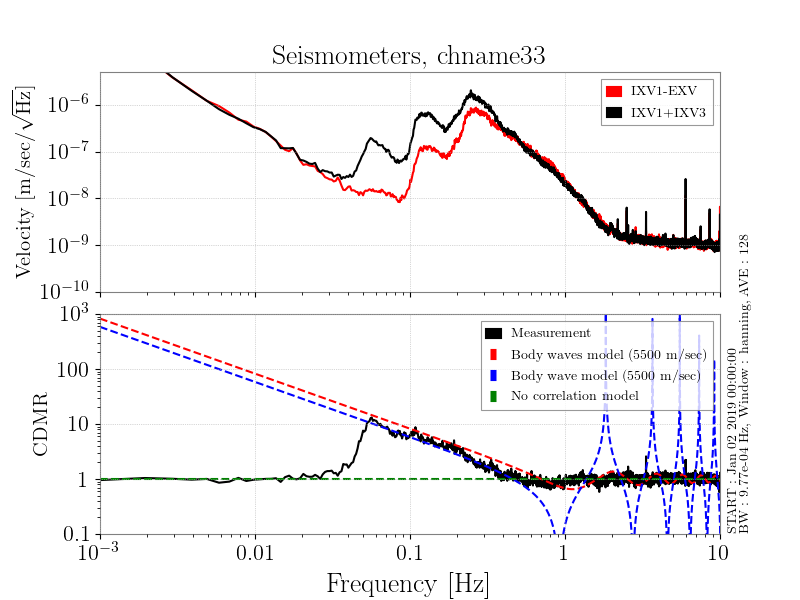 Seismometers, chname33
Velocity [m/sec/√Hz]
10⁻⁶
10⁻⁷
10⁻⁸
10⁻⁹
10⁻¹⁰
IXV1-EXV
IXV1+IXV3
CDMR
10³
100
10
1
0.1
Measurement
Body waves model (5500 m/sec)
Body wave model (5500 m/sec)
No correlation model
10⁻³
0.01
0.1
1
10
Frequency [Hz]
START : Jan 02 2019 00:00:00
BW : 9.77e-04 Hz, Window : hanning, AVE : 128